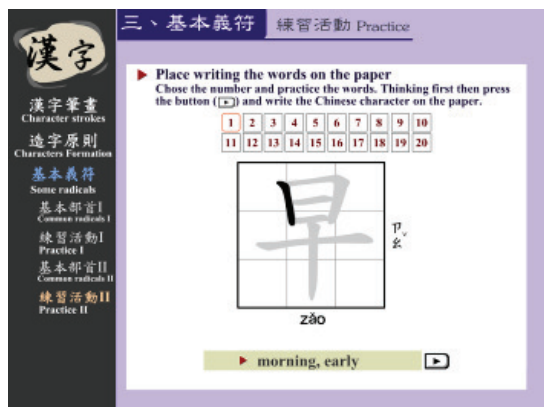 漢字
三、基本義符
練習活動 Practice
漢字筆畫
Character strokes
造字原則
Characters Formation
基本義符
Some radicals
基本部首I
Common radicals I
練習活動I
Practice I
基本部首II
Common radicals II
練習活動II
Practice II
Place writing the words on the paper
Chose the number and practice the words. Thinking first then press
the button ( ) and write the Chinese character on the paper.
1 2 3 4 5 6 7 8 9 10
11 12 13 14 15 16 17 18 19 20
早
ㄗㄠˇ
zǎo
morning, early